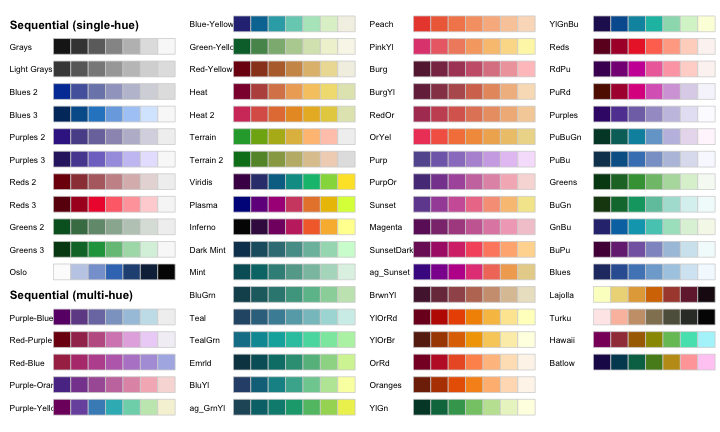 Sequential (single-hue)
Grays
Light Grays
Blues 2
Blues 3
Purples 2
Purples 3
Reds 2
Reds 3
Greens 2
Greens 3
Oslo
Sequential (multi-hue)
Purple-Blue
Red-Purple
Red-Blue
Purple-Oran
Purple-Yello
Blue-Yellow
Green-Yello
Red-Yellow
Heat
Heat 2
Terrain
Terrain 2
Viridis
Plasma
Inferno
Dark Mint
Mint
BluGrn
Teal
TealGrn
Emrld
BluYl
ag_GrnYl
Peach
PinkYl
Burg
BurgYl
RedOr
OrYel
Purp
PurpOr
Sunset
Magenta
SunsetDark
ag_Sunset
BrwnYl
YlOrRd
YlOrBr
OrRd
Oranges
YlGn
YlGnBu
Reds
RdPu
PuRd
Purples
PuBuGn
PuBu
Greens
BuGn
GnBu
BuPu
Blues
Lajolla
Turku
Hawaii
Batlow